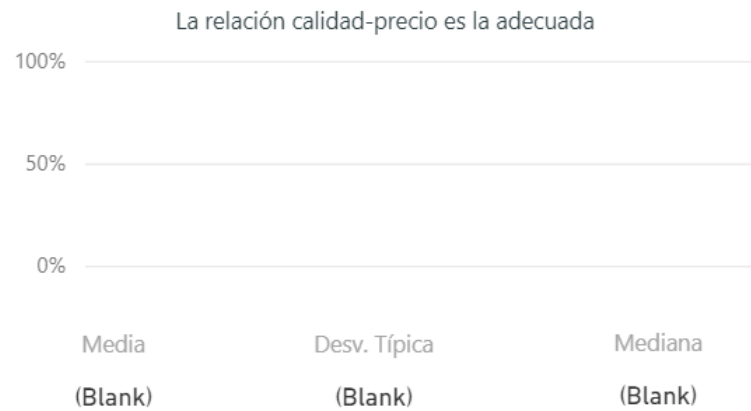 La relación calidad-precio es la adecuada
100%
50%
0%
Media Desv. Típica Mediana
(Blank) (Blank) (Blank)